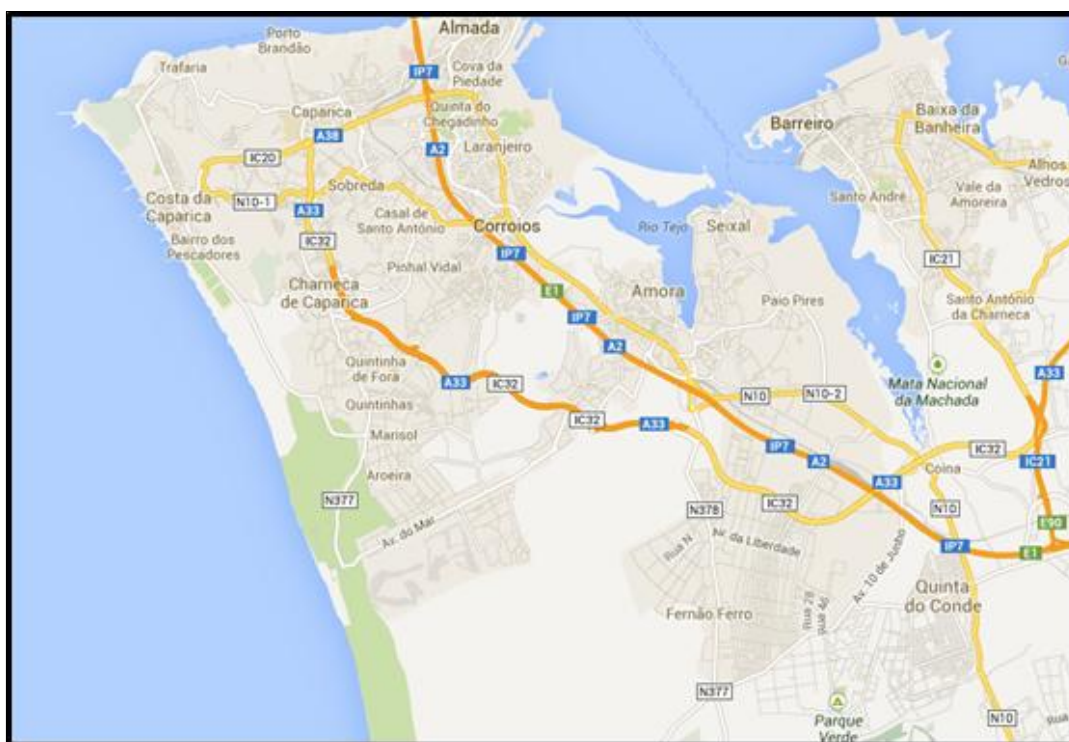 Almada
Porto
Brandão
Trafaria
IP7
Cova da
Piedade
Caparica
Quinta do
Chegadinho
Baixa da
Banheira
Barreiro
A38
A2
Laranjeiro
IC20
Alhos
Vedros
Sobreda
Vale da
Amoreira
Costa da
Caparica
N10-1
A33
Santo André
Casal de
Santo António
Corroios
Rio Tejo
Seixal
Bairro dos
Pescadores
IC32
IP7
IC21
Pinhal Vidal
Charneca
de Caparica
E1
Amora
Paio Pires
Santo António
da Charneca
IP7
A2
Quintinha
de Fora
A33
IC32
Mata Nacional
da Machada
A33
N10
N10-2
Quintinhas
IC32
A33
Marisol
IP7
A2
IC32
IC21
Coina
Aroeira
A33
N377
IC32
N378
N10
Av. do Mar
Rua N
Av. da Liberdade
E90
IP7
E1
Av. 10 de Junho
Quinta
do Conde
Rua 28
Rua 46
Fernão Ferro
N377
Parque
Verde
N10